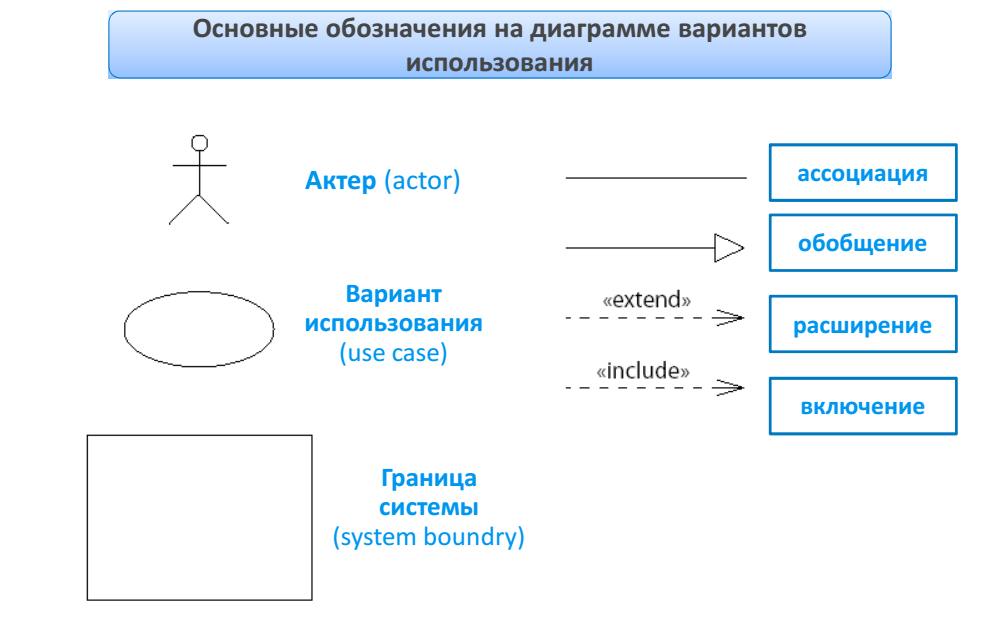 Основные обозначения на диаграмме вариантов
использования
Актер (actor)
ассоциация
обобщение
Вариант
использования
(use case)
«extend»
расширение
«include»
включение
Граница
системы
(system boundry)